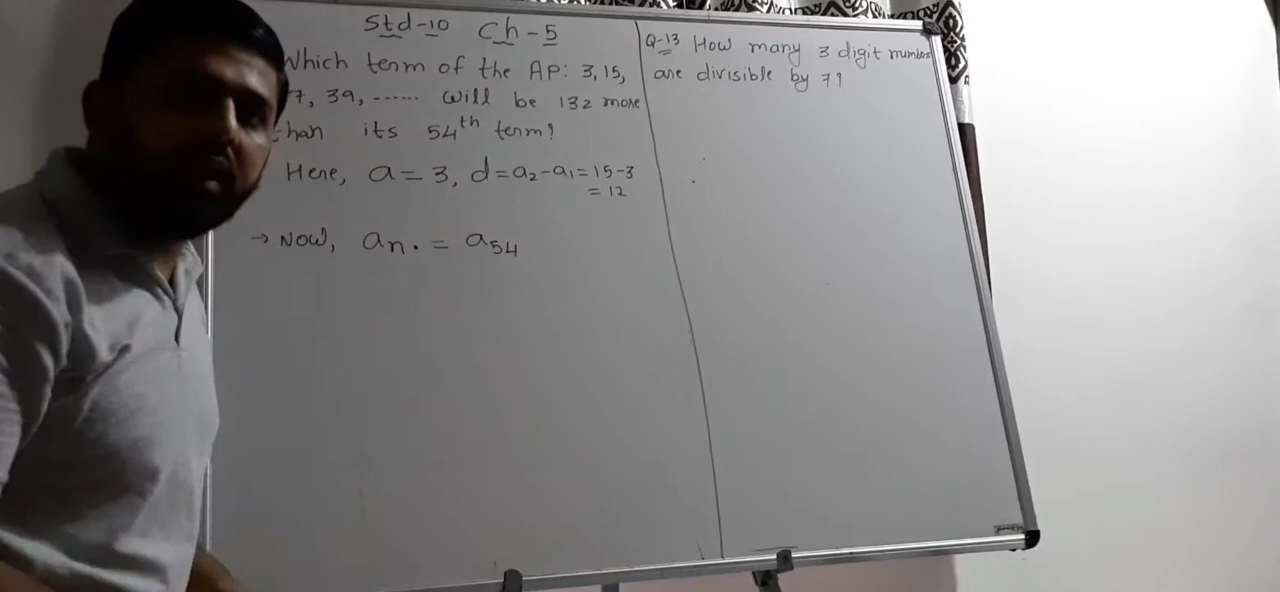 Std-10 Ch-5
Which term of the AP: 3, 15,
7, 39, ...... will be 132 more
than its 54th term?
Here, a = 3, d = a2 - a1 = 15 - 3
= 12
→ Now, an. = a54
Q-13 How many 3 digit numbers
are divisible by 7?